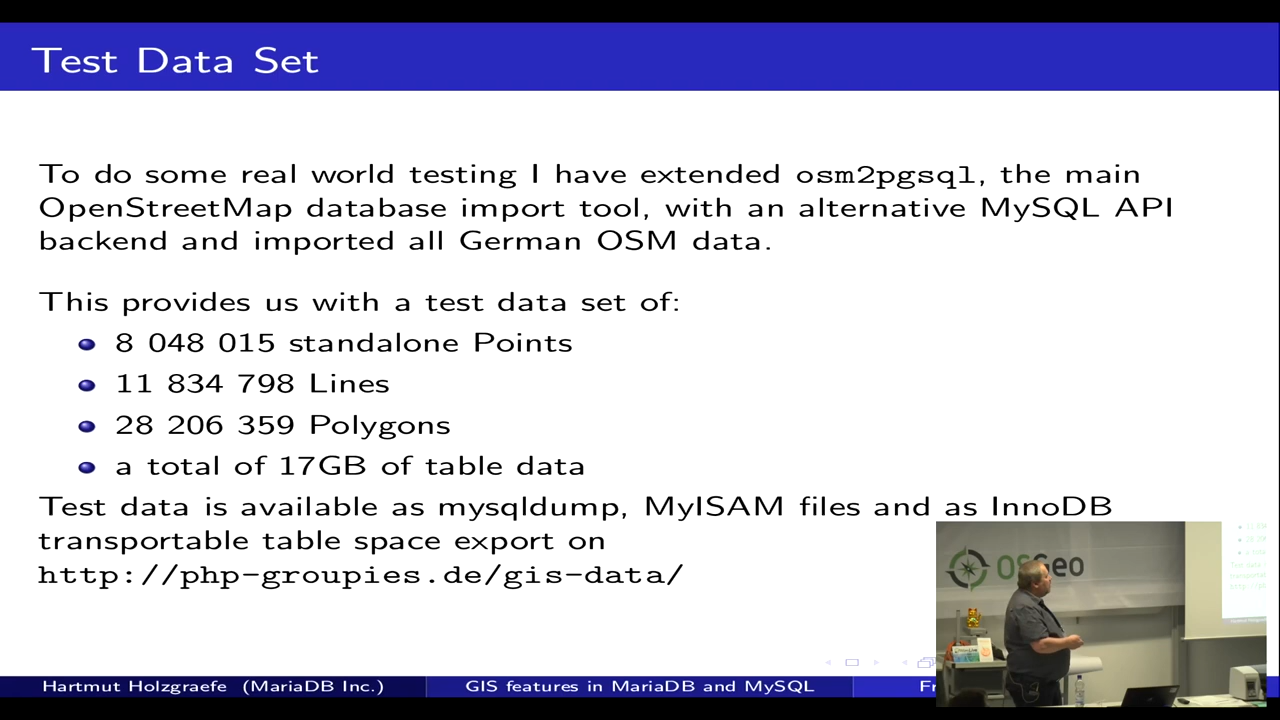 Test Data Set
To do some real world testing I have extended osm2pgsql, the main
OpenStreetMap database import tool, with an alternative MySQL API
backend and imported all German OSM data.
This provides us with a test data set of:
8 048 015 standalone Points
11 834 798 Lines
28 206 359 Polygons
a total of 17GB of table data
Test data is available as mysqldump, MyISAM files and as InnoDB
transportable table space export on
http://php-groupies.de/gis-data/
OSGeo
Hartmut Holzgraefe (MariaDB Inc.)
GIS features in MariaDB and MySQL